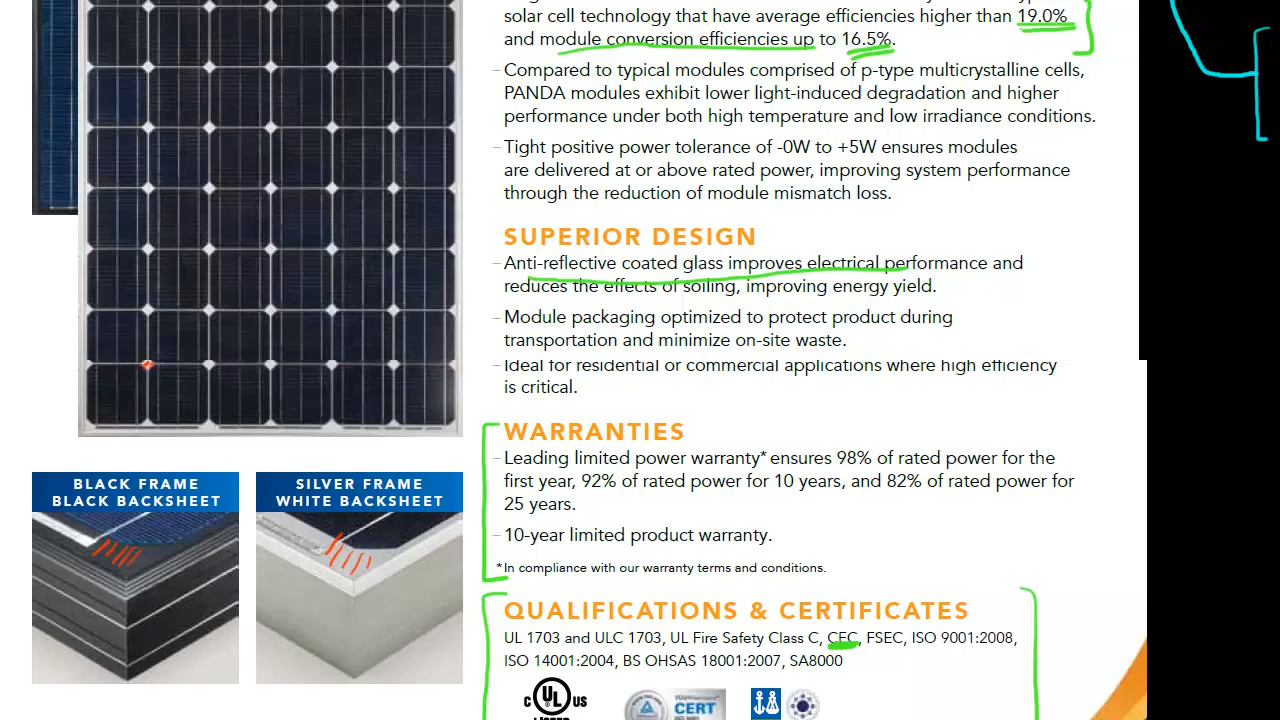 solar cell technology that have average efficiencies higher than 19.0%
and module conversion efficiencies up to 16.5%.
– Compared to typical modules comprised of p-type multicrystalline cells,
PANDA modules exhibit lower light-induced degradation and higher
performance under both high temperature and low irradiance conditions.
– Tight positive power tolerance of -0W to +5W ensures modules
are delivered at or above rated power, improving system performance
through the reduction of module mismatch loss.
SUPERIOR DESIGN
– Anti-reflective coated glass improves electrical performance and
reduces the effects of soiling, improving energy yield.
– Module packaging optimized to protect product during
transportation and minimize on-site waste.
– Ideal for residential or commercial applications where high efficiency
is critical.
WARRANTIES
– Leading limited power warranty* ensures 98% of rated power for the
first year, 92% of rated power for 10 years, and 82% of rated power for
25 years.
– 10-year limited product warranty.
*In compliance with our warranty terms and conditions.
QUALIFICATIONS & CERTIFICATES
UL 1703 and ULC 1703, UL Fire Safety Class C, CEC, FSEC, ISO 9001:2008,
ISO 14001:2004, BS OHSAS 18001:2007, SA8000
C UL US
LISTED
CERT
BLACK FRAME
BLACK BACKSHEET
SILVER FRAME
WHITE BACKSHEET